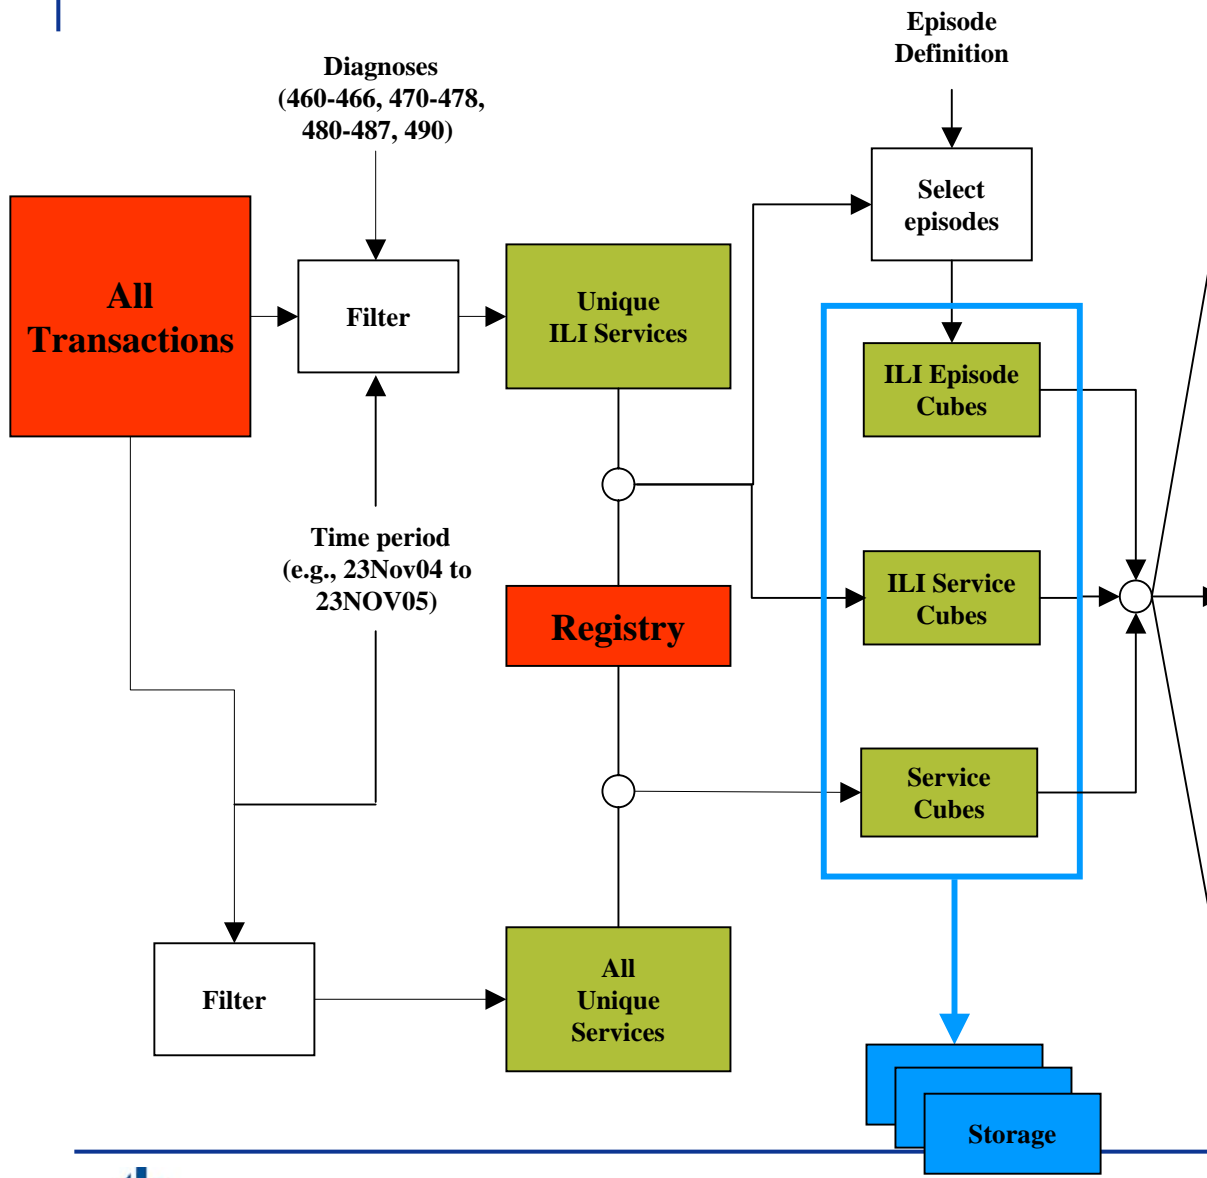 Episode
Definition
Diagnoses
(460-466, 470-478,
480-487, 490)
Select
episodes
All
Transactions
Filter
Unique
ILI Services
ILI Episode
Cubes
Time period
(e.g., 23Nov04 to
23NOV05)
Registry
ILI Service
Cubes
Service
Cubes
Filter
All
Unique
Services
Storage